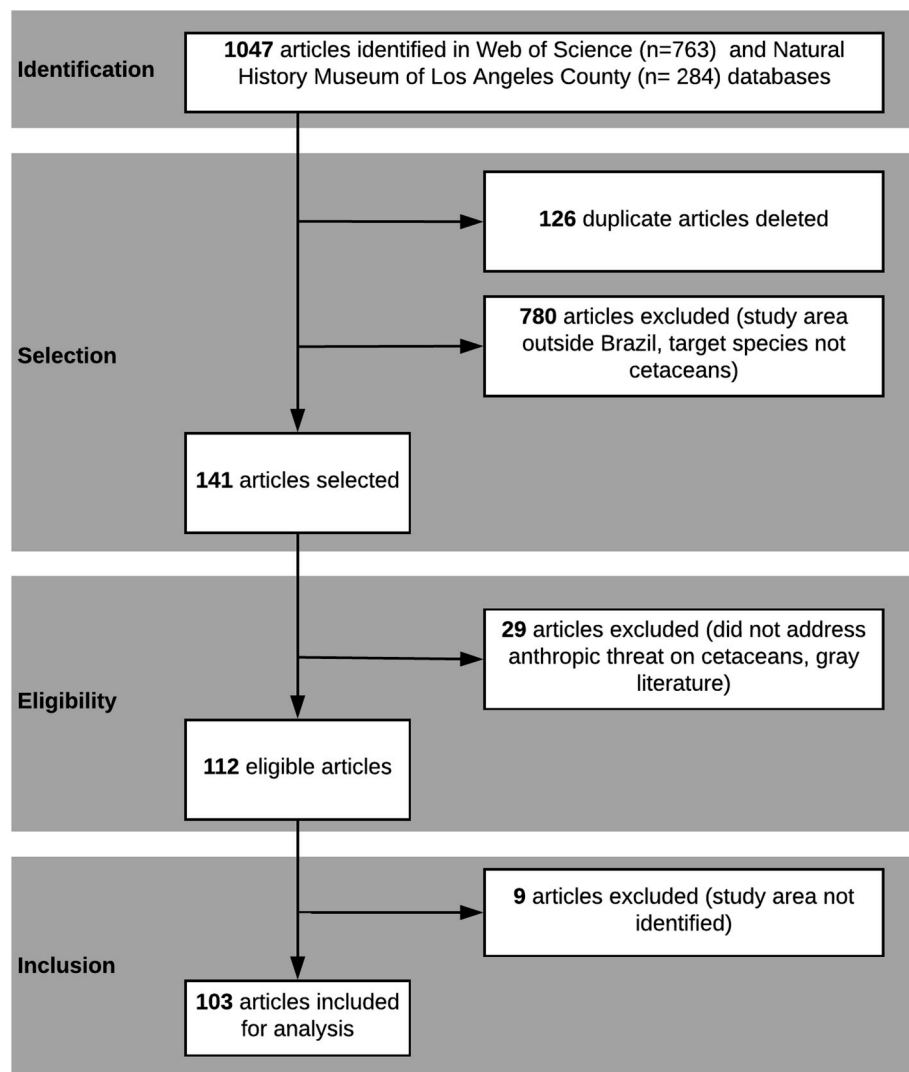 Identification
1047 articles identified in Web of Science (n=763) and Natural
History Museum of Los Angeles County (n= 284) databases
Selection
126 duplicate articles deleted
780 articles excluded (study area
outside Brazil, target species not
cetaceans)
141 articles selected
Eligibility
29 articles excluded (did not address
anthropic threat on cetaceans, gray
literature)
112 eligible articles
Inclusion
9 articles excluded (study area not
identified)
103 articles included
for analysis